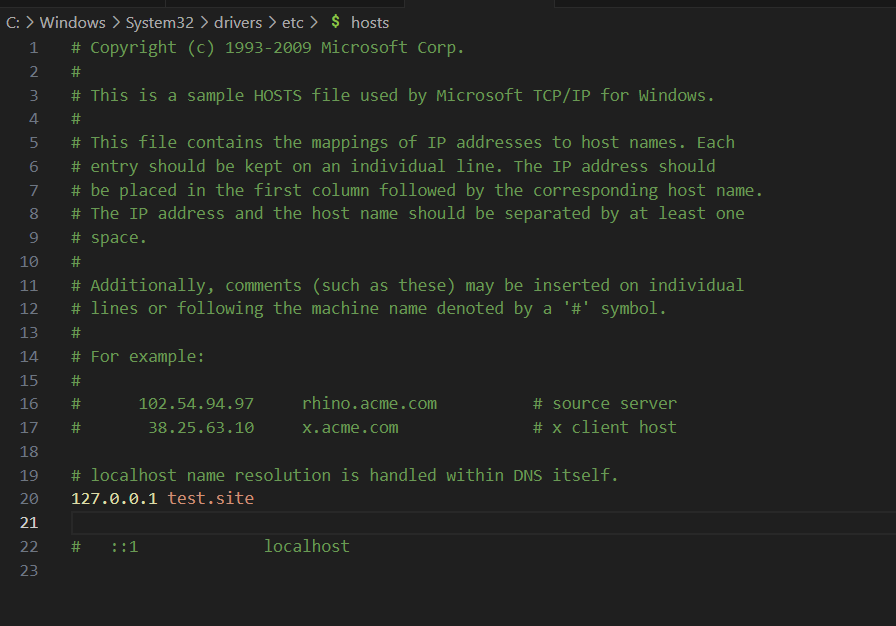 C: > Windows > System32 > drivers > etc > $ hosts
1 # Copyright (c) 1993-2009 Microsoft Corp.
2 #
3 # This is a sample HOSTS file used by Microsoft TCP/IP for Windows.
4 #
5 # This file contains the mappings of IP addresses to host names. Each
6 # entry should be kept on an individual line. The IP address should
7 # be placed in the first column followed by the corresponding host name.
8 # The IP address and the host name should be separated by at least one
9 # space.
10 #
11 # Additionally, comments (such as these) may be inserted on individual
12 # lines or following the machine name denoted by a '#' symbol.
13 #
14 # For example:
15 #
16 #      102.54.94.97     rhino.acme.com          # source server
17 #       38.25.63.10     x.acme.com              # x client host
18
19 # localhost name resolution is handled within DNS itself.
20 127.0.0.1 test.site
21
22 #   ::1             localhost
23